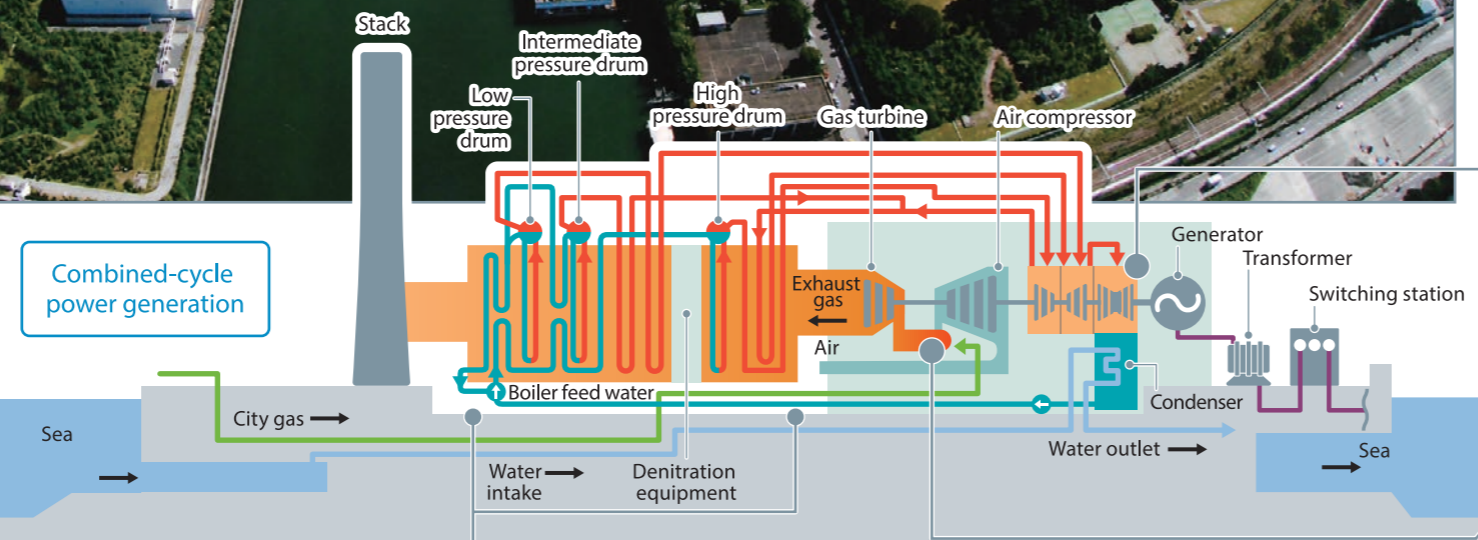 Stack
Intermediate
pressure drum
Low
pressure
drum
High
pressure drum
Gas turbine
Air compressor
Generator
Transformer
Switching station
Combined-cycle
power generation
Exhaust
gas
Air
Boiler feed water
Condenser
City gas
Sea
Water outlet
Sea
Water
intake
Denitration
equipment